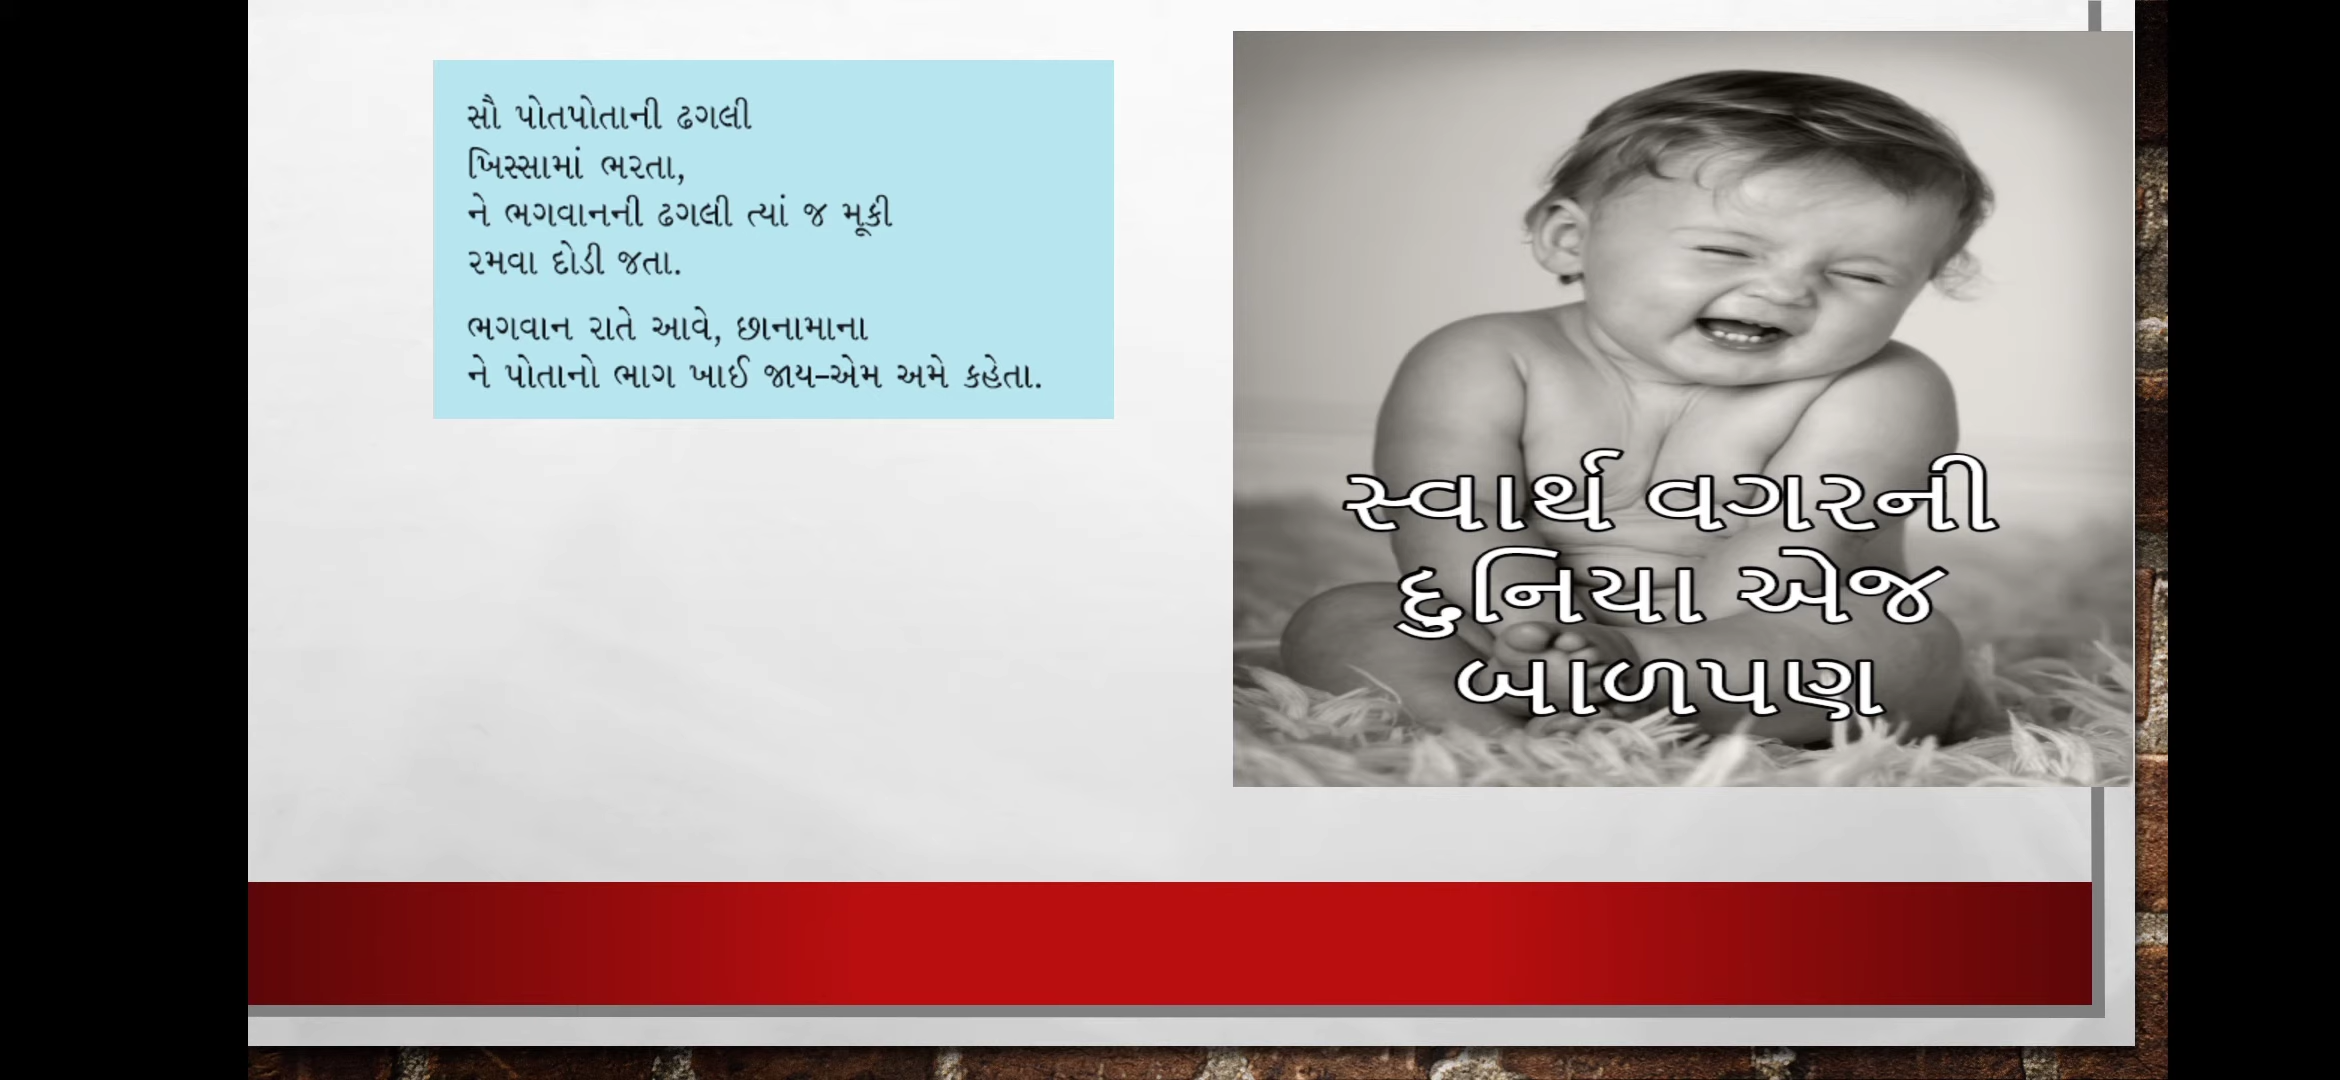 સૌ પોતપોતાની ઢગલી
ખિસ્સામાં ભરતા,
ને ભગવાનની ઢગલી ત્યાં જ મૂકી
રમવા દોડી જતા.
ભગવાન રાતે આવે, છાનામાના
ને પોતાનો ભાગ ખાઈ જાય–એમ અમે કહેતા.
સ્વાર્થ વગરની
દુનિયા એજ
બાળપણ